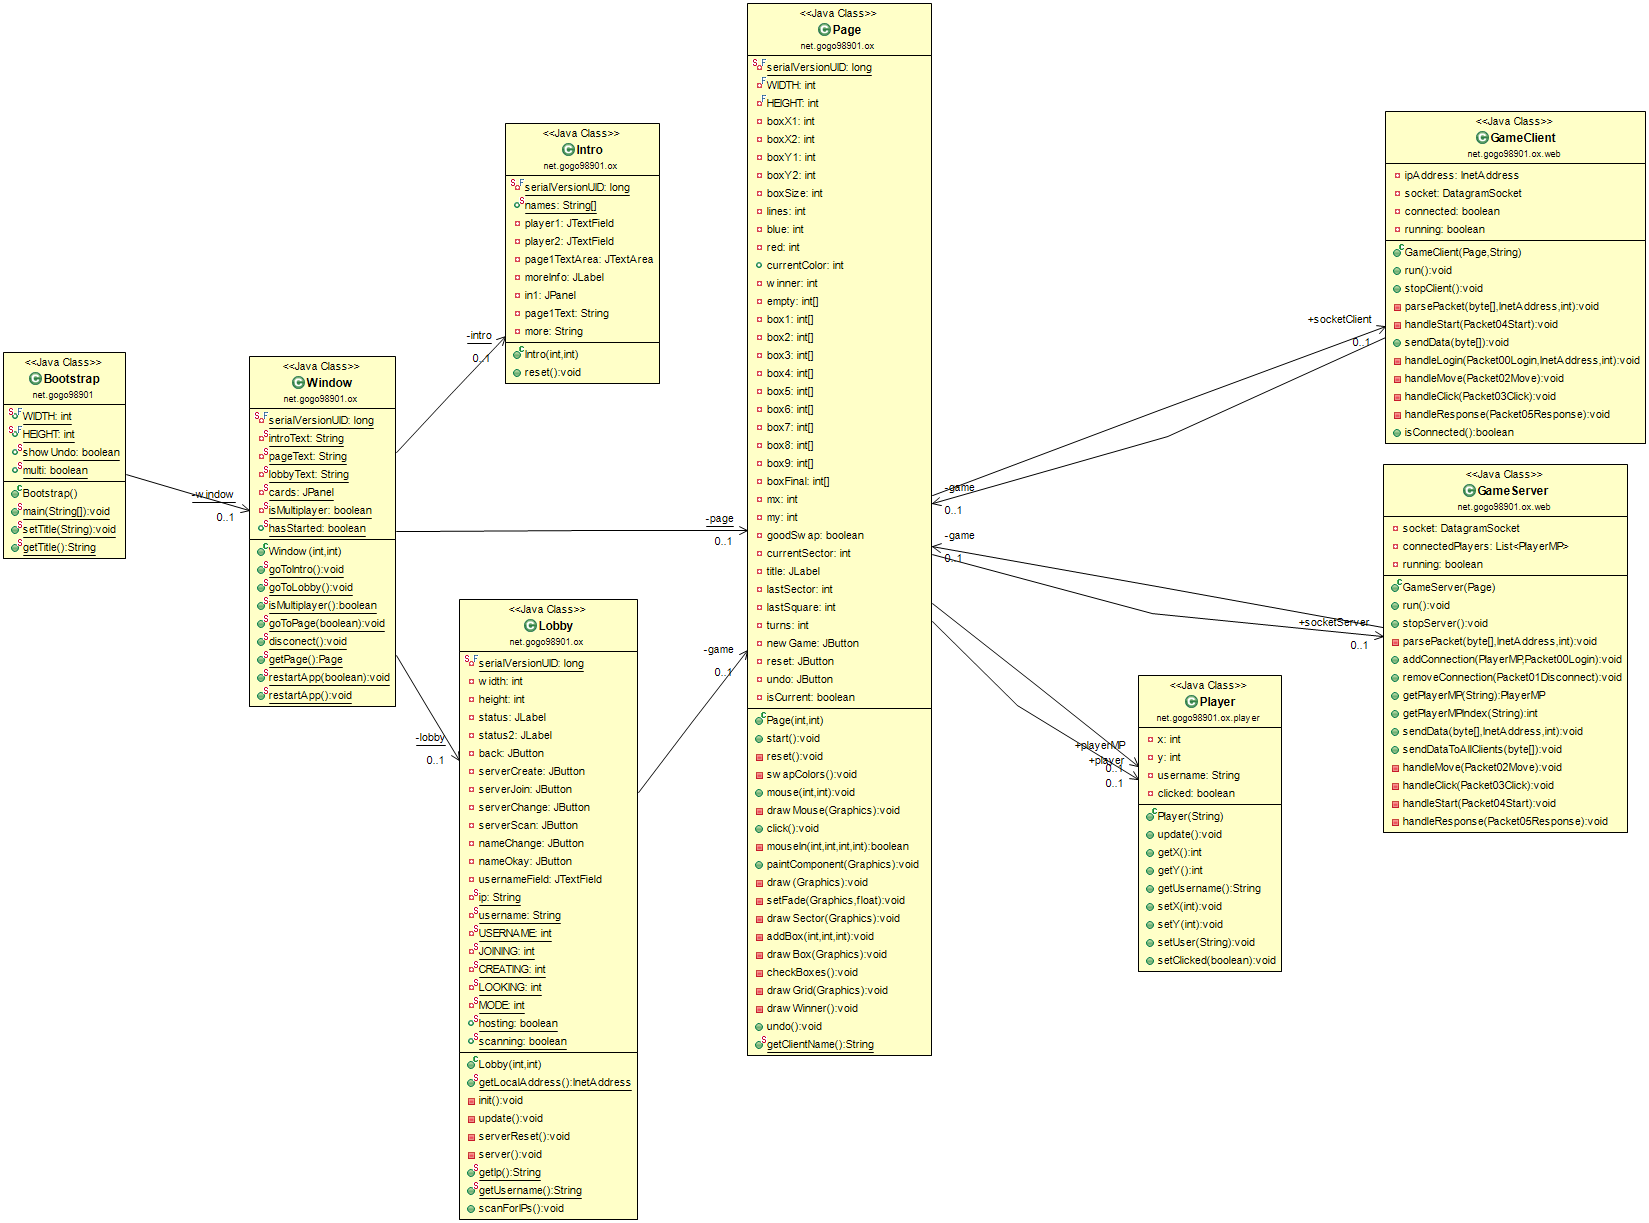 <<Java Class>>
Bootstrap
net.gogo98901
WIDTH: int
HEIGHT: int
showUndo: boolean
multi: boolean
Bootstrap()
main(String[]):void
setTitle(String):void
getTitle():String
-window
0..1
<<Java Class>>
Window
net.gogo98901.ox
serialVersionUID: long
introText: String
pageText: String
lobbyText: String
cards: JPanel
isMultiplayer: boolean
hasStarted: boolean
Window(int,int)
goToIntro():void
goToLobby():void
isMultiplayer():boolean
goToPage(boolean):void
disconect():void
getPage():Page
restartApp(boolean):void
restartApp():void
-intro
0..1
-page
0..1
-lobby
0..1
<<Java Class>>
Intro
net.gogo98901.ox
serialVersionUID: long
names: String[]
player1: JTextField
player2: JTextField
page1TextArea: JTextArea
moreInfo: JLabel
in1: JPanel
page1Text: String
more: String
Intro(int,int)
reset():void
<<Java Class>>
Lobby
net.gogo98901.ox
serialVersionUID: long
width: int
height: int
status: JLabel
status2: JLabel
back: JButton
serverCreate: JButton
serverJoin: JButton
serverChange: JButton
serverScan: JButton
nameChange: JButton
nameOkay: JButton
usernameField: JTextField
ip: String
username: String
USERNAME: int
JOINING: int
CREATING: int
LOOKING: int
MODE: int
hosting: boolean
scanning: boolean
Lobby(int,int)
getLocalAddress():InetAddress
init():void
update():void
serverReset():void
server():void
getIp():String
getUsername():String
scanForIPs():void
-game
0..1
<<Java Class>>
Page
net.gogo98901.ox
serialVersionUID: long
WIDTH: int
HEIGHT: int
boxX1: int
boxX2: int
boxY1: int
boxY2: int
boxSize: int
lines: int
blue: int
red: int
currentColor: int
winner: int
empty: int[]
box1: int[]
box2: int[]
box3: int[]
box4: int[]
box5: int[]
box6: int[]
box7: int[]
box8: int[]
box9: int[]
boxFinal: int[]
mx: int
my: int
goodSwap: boolean
currentSector: int
title: JLabel
lastSector: int
lastSquare: int
turns: int
newGame: JButton
reset: JButton
undo: JButton
isCurrent: boolean
Page(int,int)
start():void
reset():void
swapColors():void
mouse(int,int):void
drawMouse(Graphics):void
click():void
mouseIn(int,int,int,int):boolean
paintComponent(Graphics):void
draw(Graphics):void
setFade(Graphics,float):void
drawSector(Graphics):void
addBox(int,int,int):void
drawBox(Graphics):void
checkBoxes():void
drawGrid(Graphics):void
drawWinner():void
undo():void
getClientName():String
+socketClient
0..1
-game
0..1
-game
0..1
+socketServer
0..1
+playerMP
0..1
+player
0..1
<<Java Class>>
GameClient
net.gogo98901.ox.web
ipAddress: InetAddress
socket: DatagramSocket
connected: boolean
running: boolean
GameClient(Page,String)
run():void
stopClient():void
parsePacket(byte[],InetAddress,int):void
handleStart(Packet04Start):void
sendData(byte[]):void
handleLogin(Packet00Login,InetAddress,int):void
handleMove(Packet02Move):void
handleClick(Packet03Click):void
handleResponse(Packet05Response):void
isConnected():boolean
<<Java Class>>
GameServer
net.gogo98901.ox.web
socket: DatagramSocket
connectedPlayers: List<PlayerMP>
running: boolean
GameServer(Page)
run():void
stopServer():void
parsePacket(byte[],InetAddress,int):void
addConnection(PlayerMP,Packet00Login):void
removeConnection(Packet01Disconnect):void
getPlayerMP(String):PlayerMP
getPlayerMPIndex(String):int
sendData(byte[],InetAddress,int):void
sendDataToAllClients(byte[]):void
handleMove(Packet02Move):void
handleClick(Packet03Click):void
handleStart(Packet04Start):void
handleResponse(Packet05Response):void
<<Java Class>>
Player
net.gogo98901.ox.player
x: int
y: int
username: String
clicked: boolean
Player(String)
update():void
getX():int
getY():int
getUsername():String
setX(int):void
setY(int):void
setUser(String):void
setClicked(boolean):void